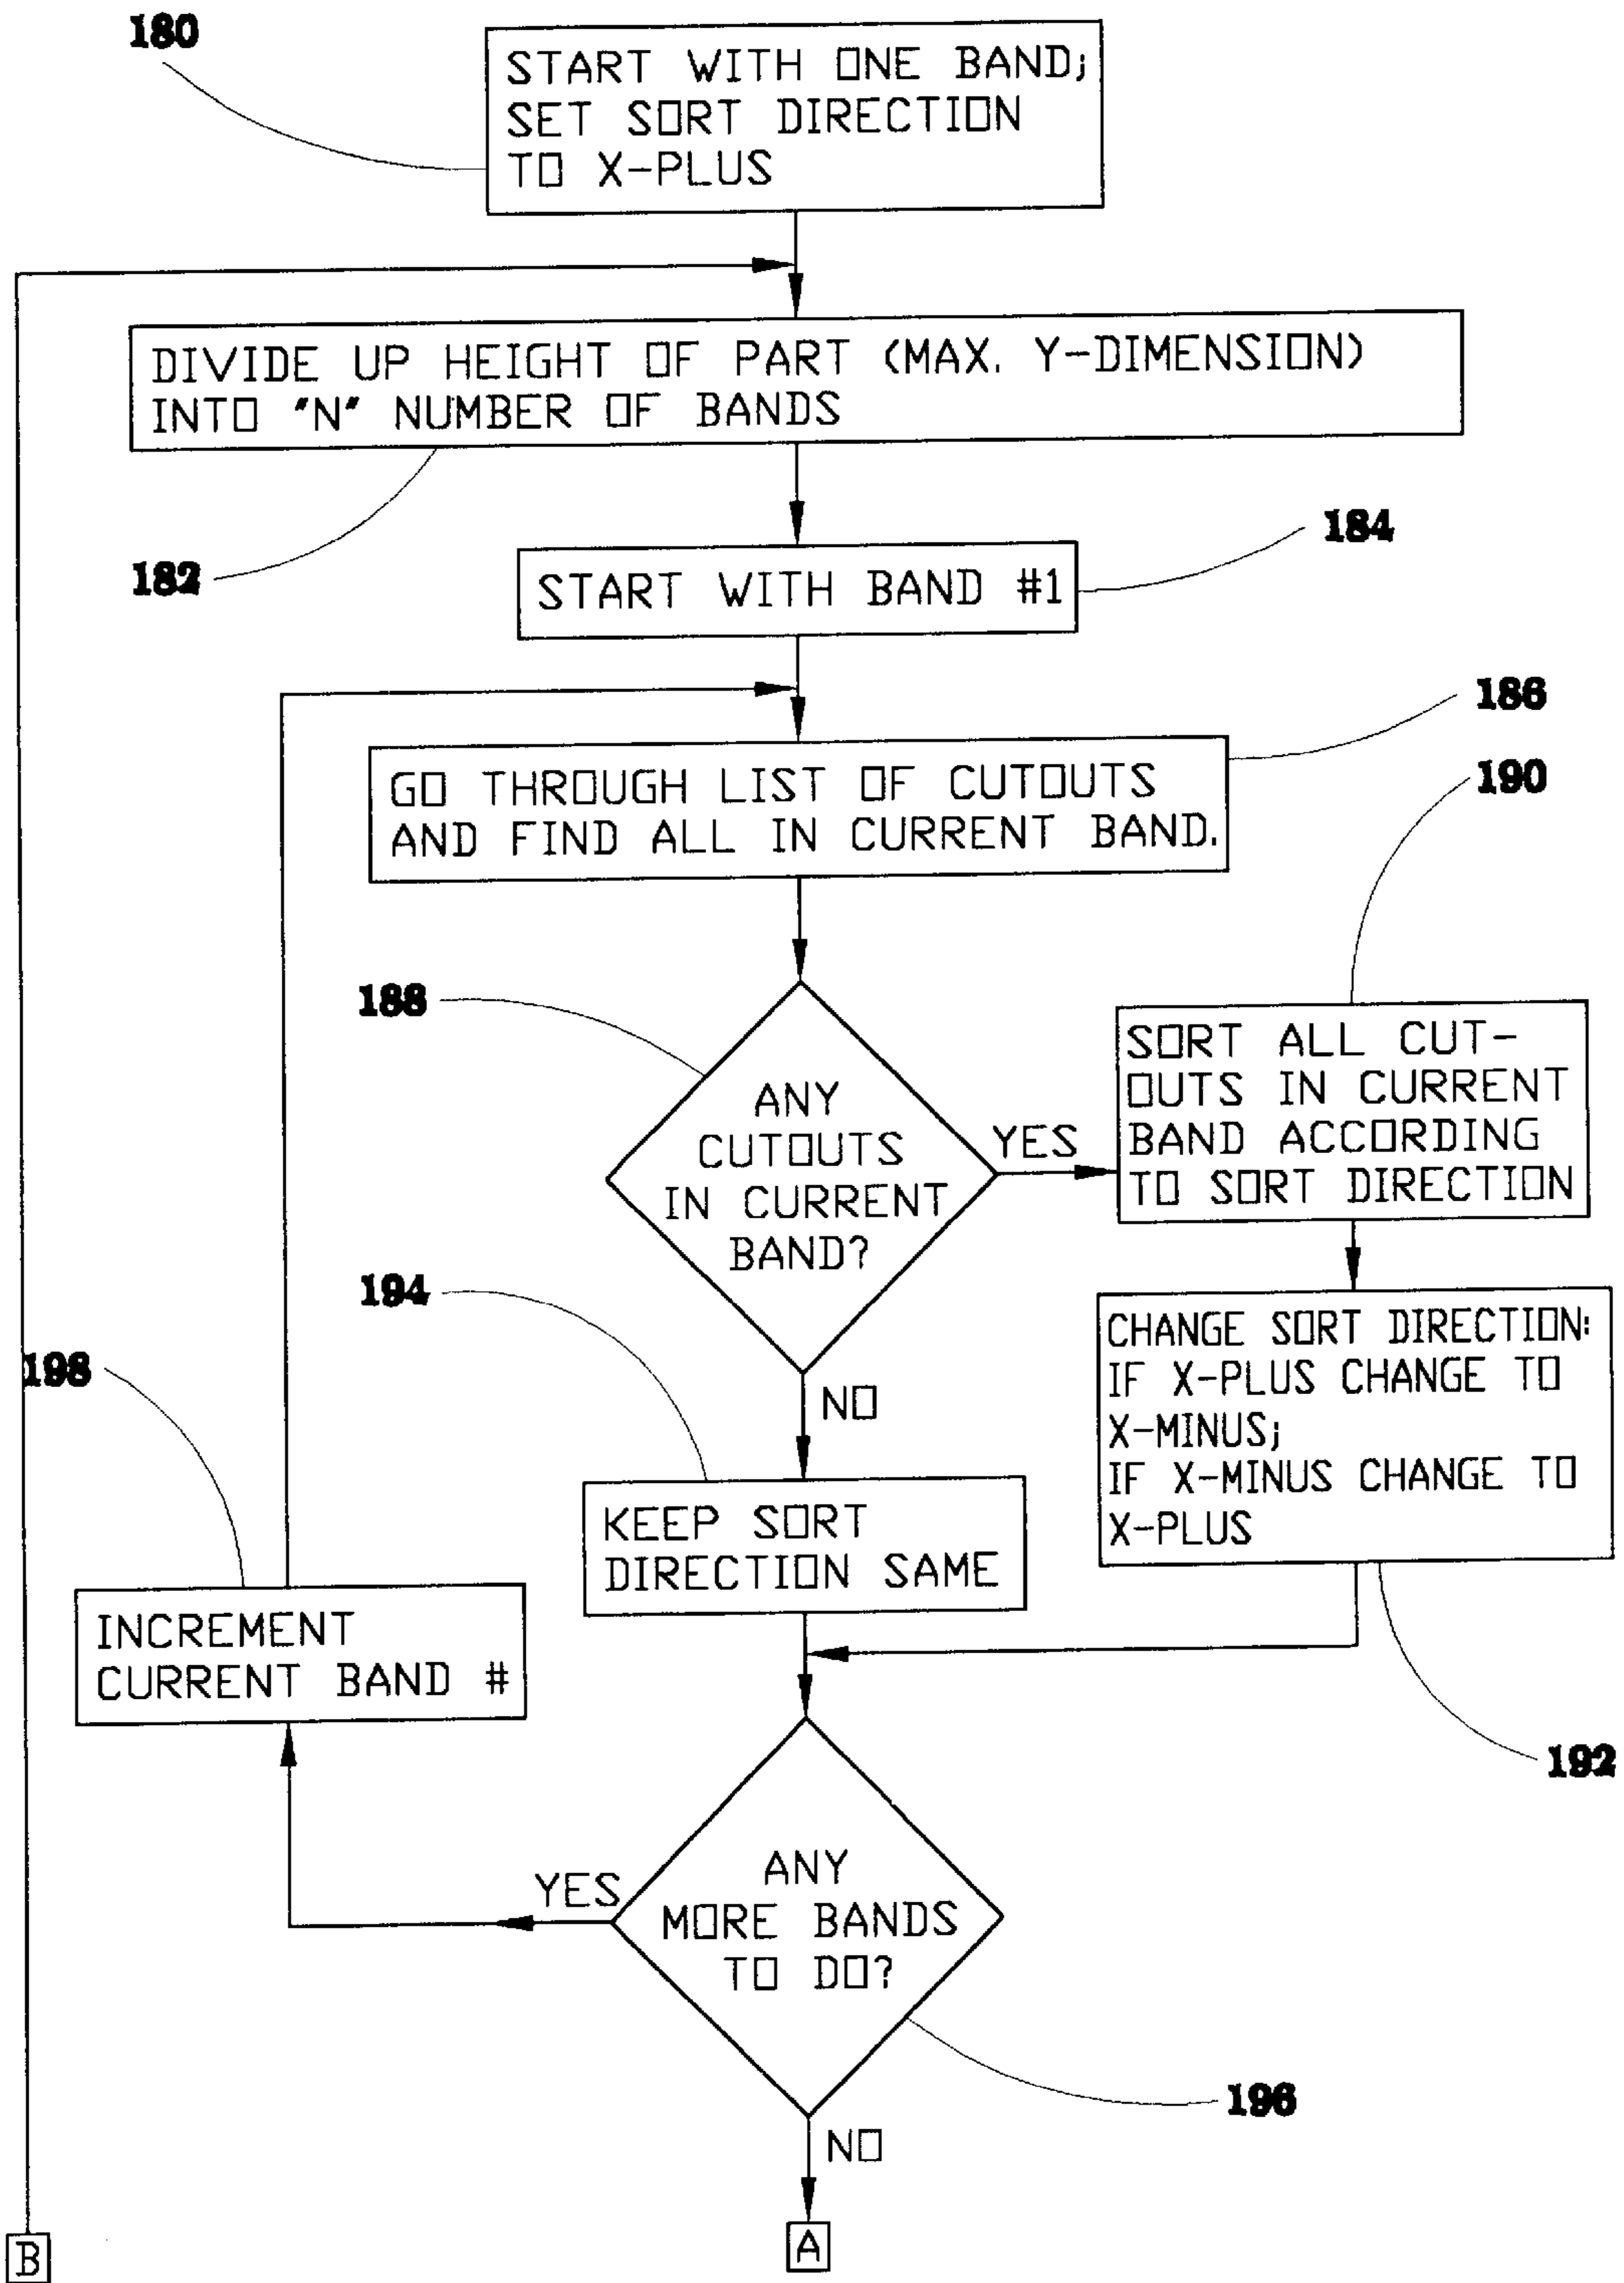 180
START WITH ONE BAND;
SET SORT DIRECTION
TO X-PLUS
DIVIDE UP HEIGHT OF PART (MAX. Y-DIMENSION)
INTO "N" NUMBER OF BANDS
182
184
START WITH BAND #1
186
GO THROUGH LIST OF CUTOUTS
AND FIND ALL IN CURRENT BAND.
190
188
ANY
CUTOUTS
IN CURRENT
BAND?
YES
SORT ALL CUT-
OUTS IN CURRENT
BAND ACCORDING
TO SORT DIRECTION
194
CHANGE SORT DIRECTION:
IF X-PLUS CHANGE TO
X-MINUS;
IF X-MINUS CHANGE TO
X-PLUS
198
NO
KEEP SORT
DIRECTION SAME
INCREMENT
CURRENT BAND #
192
YES
ANY
MORE BANDS
TO DO?
196
NO
B
A